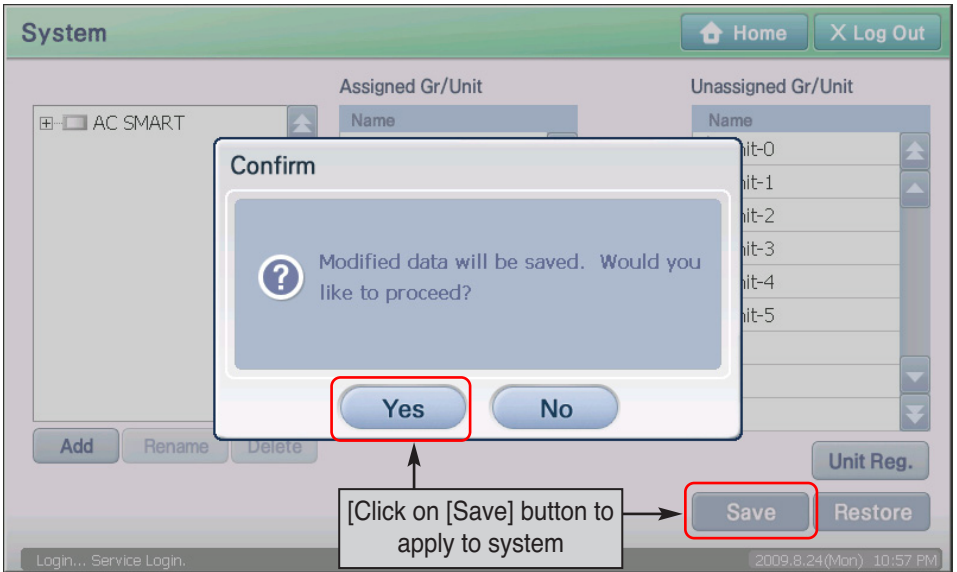 System
Home
X Log Out
Assigned Gr/Unit
Unassigned Gr/Unit
AC SMART
Name
Name
nit-0
nit-1
nit-2
nit-3
nit-4
nit-5
Confirm
Modified data will be saved. Would you
like to proceed?
Yes
No
Add
Rename
Delete
Unit Reg.
[Click on [Save] button to
apply to system
Save
Restore
Login... Service Login.
2009.8.24(Mon) 10:57 PM